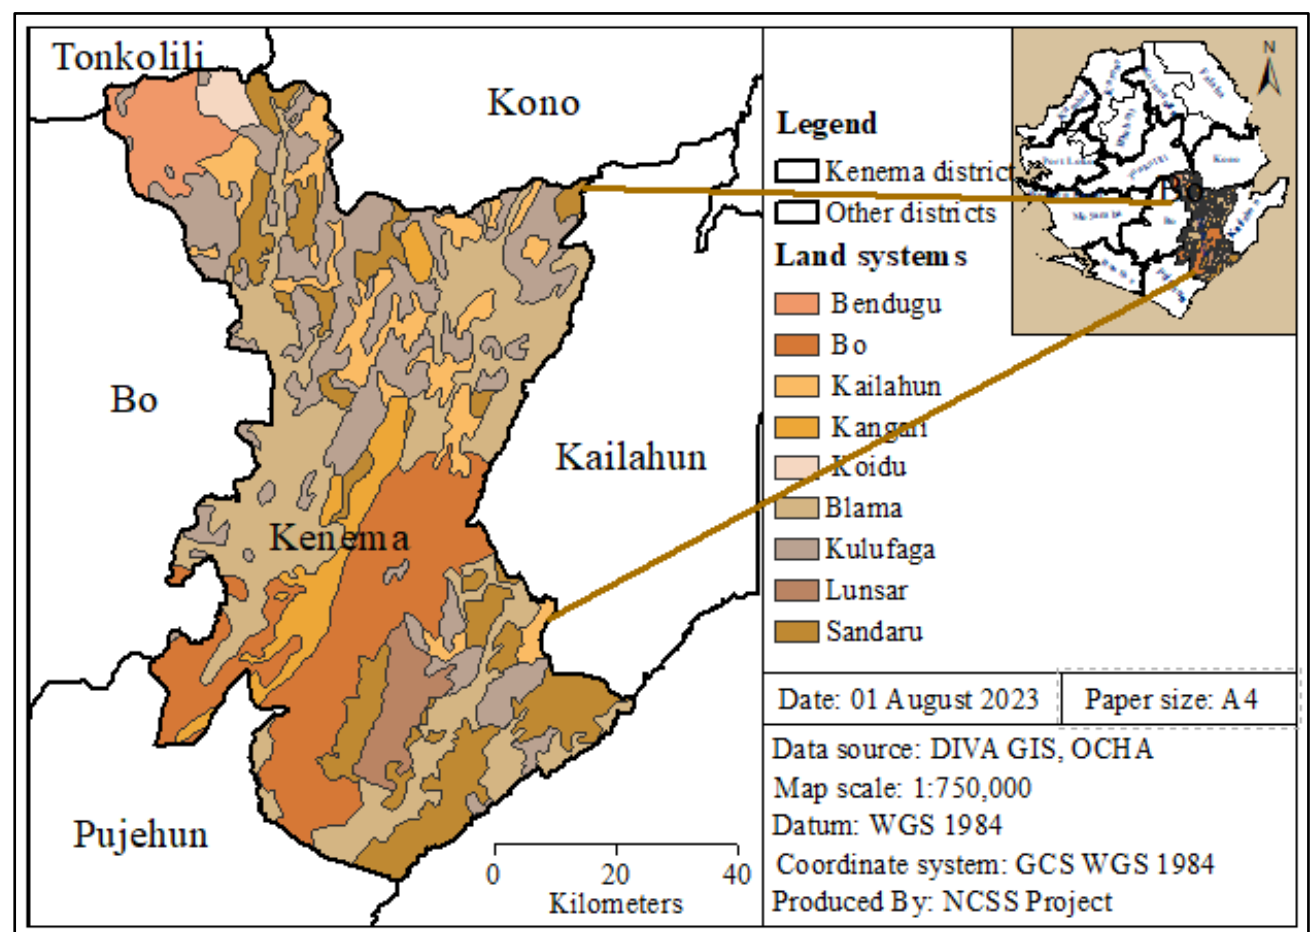 Tonkolili
Kono
Bo
Kailahun
Kenema
Pujehun
0 20 40
Kilometers
Legend
Kenema district
Other districts
Land systems
Bendugu
Bo
Kailahun
Kangari
Koidu
Blama
Kulufaga
Lunsar
Sandaru
N
Kono
Port Loko
Bo
Date: 01 August 2023
Paper size: A4
Data source: DIVA GIS, OCHA
Map scale: 1:750,000
Datum: WGS 1984
Coordinate system: GCS WGS 1984
Produced By: NCSS Project